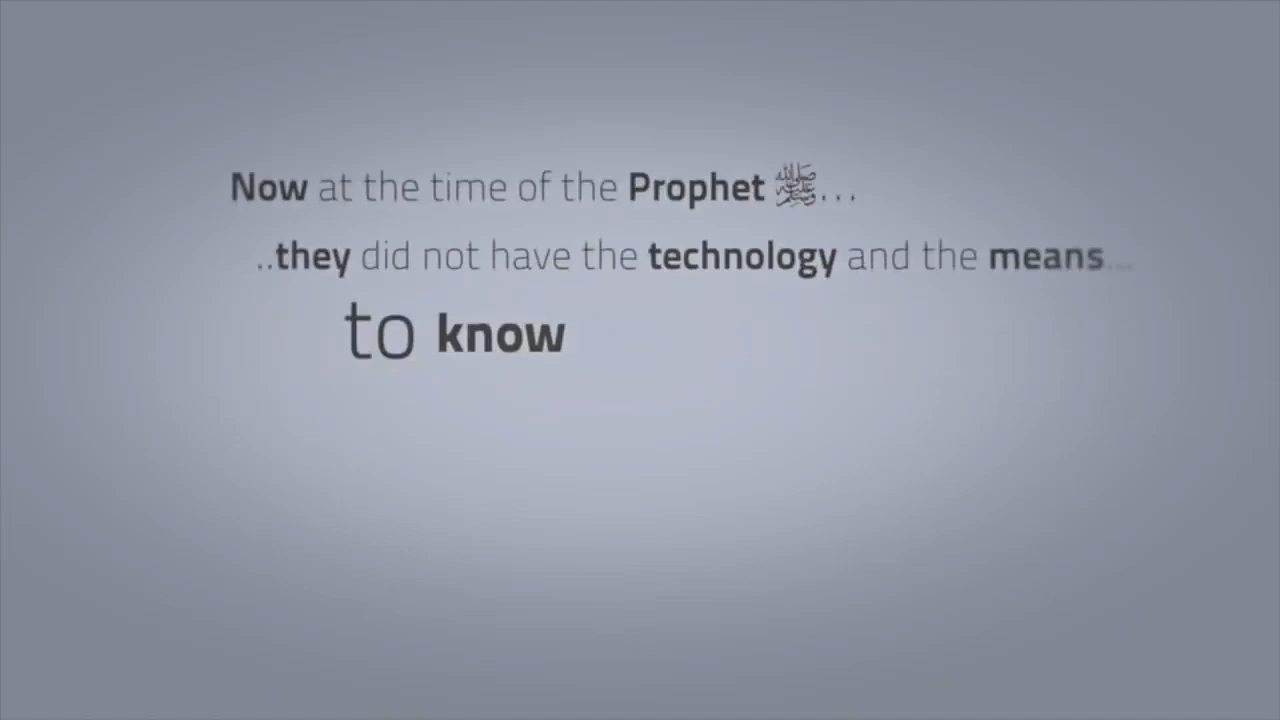 Now at the time of the Prophet ﷺ...
..they did not have the technology and the means...
to know